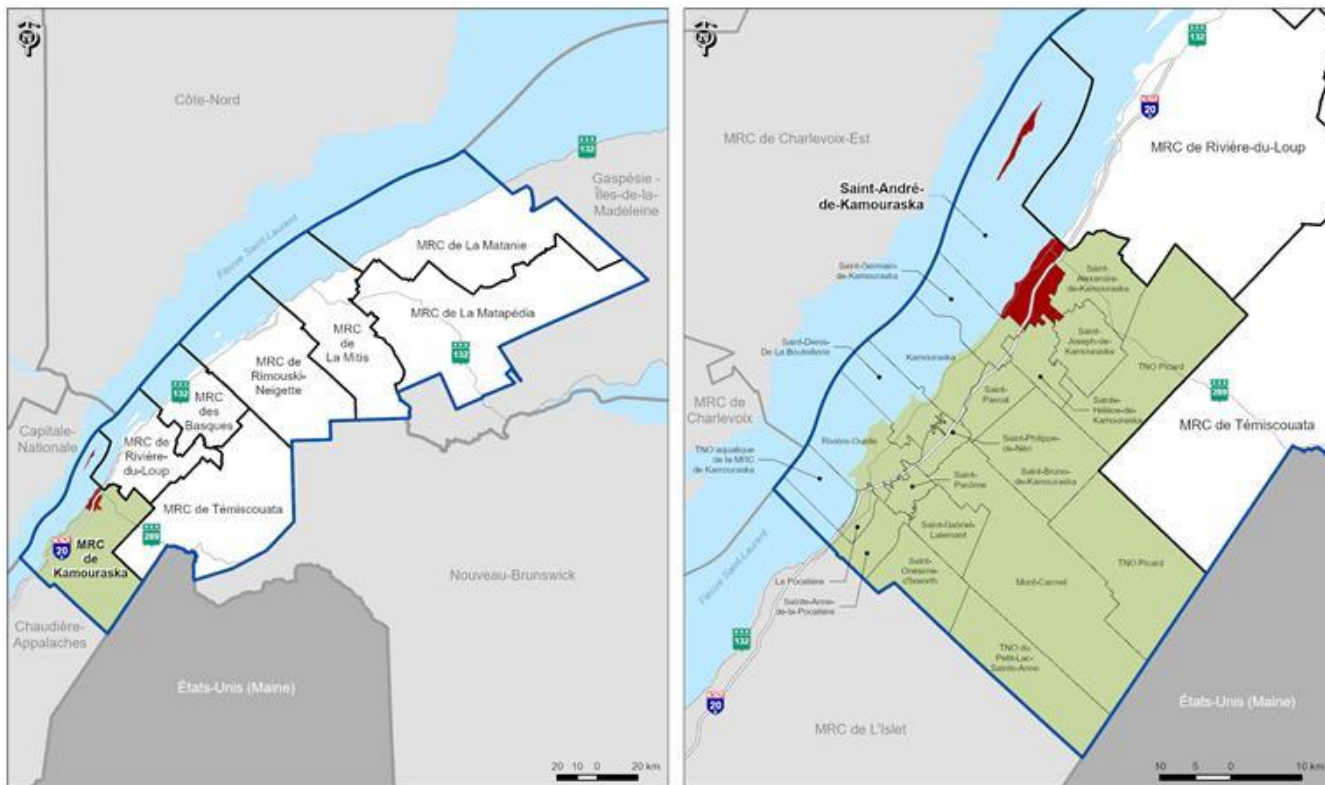 Côte-Nord
132
Gaspésie -
Îles-de-la-
Madeleine
Fleuve Saint-Laurent
MRC de La Matanie
MRC de La Matapédia
MRC
de
La Mitis
132
MRC de
Rimouski-
Neigette
132
MRC
des
Basques
Capitale-
Nationale
MRC de
Rivière-
du-Loup
MRC de Témiscouata
289
20
MRC
de
Kamouraska
Nouveau-Brunswick
Chaudière-
Appalaches
États-Unis (Maine)
20 10 0 20 km
132
20
MRC de Charlevoix-Est
MRC de Rivière-du-Loup
Saint-André-
de-Kamouraska
Saint-Germain-
de-Kamouraska
Saint-
Alexandre-
de-Kamouraska
Saint-Denis-
De La Bouteillerie
Kamouraska
Saint-
Joseph-de-
Kamouraska
TNO Picard
289
MRC de
Charlevoix
Saint-
Pascal
Sainte-
Hélène-de-
Kamouraska
MRC de Témiscouata
Rivière-Ouelle
Saint-Philippe-
de-Néri
TNO aquatique
de la MRC
de Kamouraska
Saint-
Pacôme
Saint-Bruno-
de-Kamouraska
Saint-Gabriel-
Lalemant
Fleuve Saint-Laurent
La Pocatière
Saint-
Onésime-
d'Ixworth
Mont-Carmel
TNO Picard
Sainte-Anne-
de-la-Pocatière
132
TNO du
Petit-Lac-
Sainte-Anne
20
États-Unis (Maine)
MRC de L'Islet
10 5 0 10 km